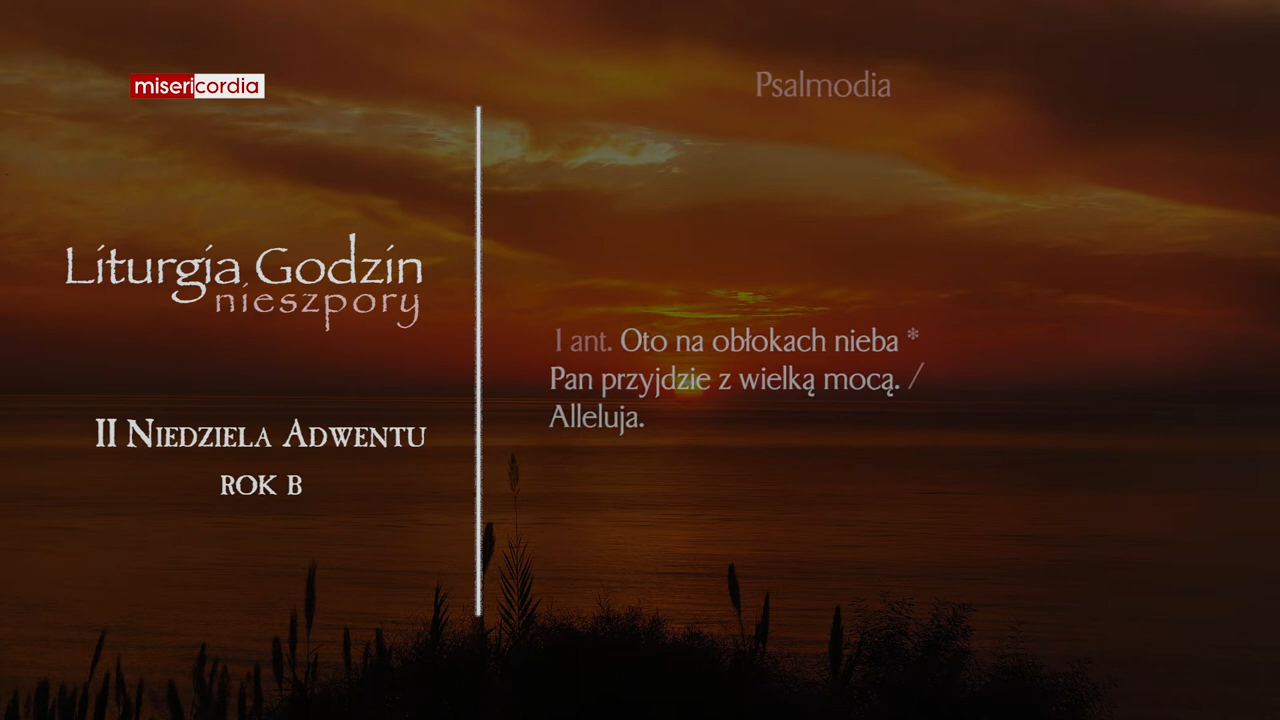 misericordia
Psalmodia
Liturgia Godzin
nieszpory
II Niedziela Adwentu
rok B
1 ant. Oto na obłokach nieba *
Pan przyjdzie z wielką mocą. /
Alleluja.